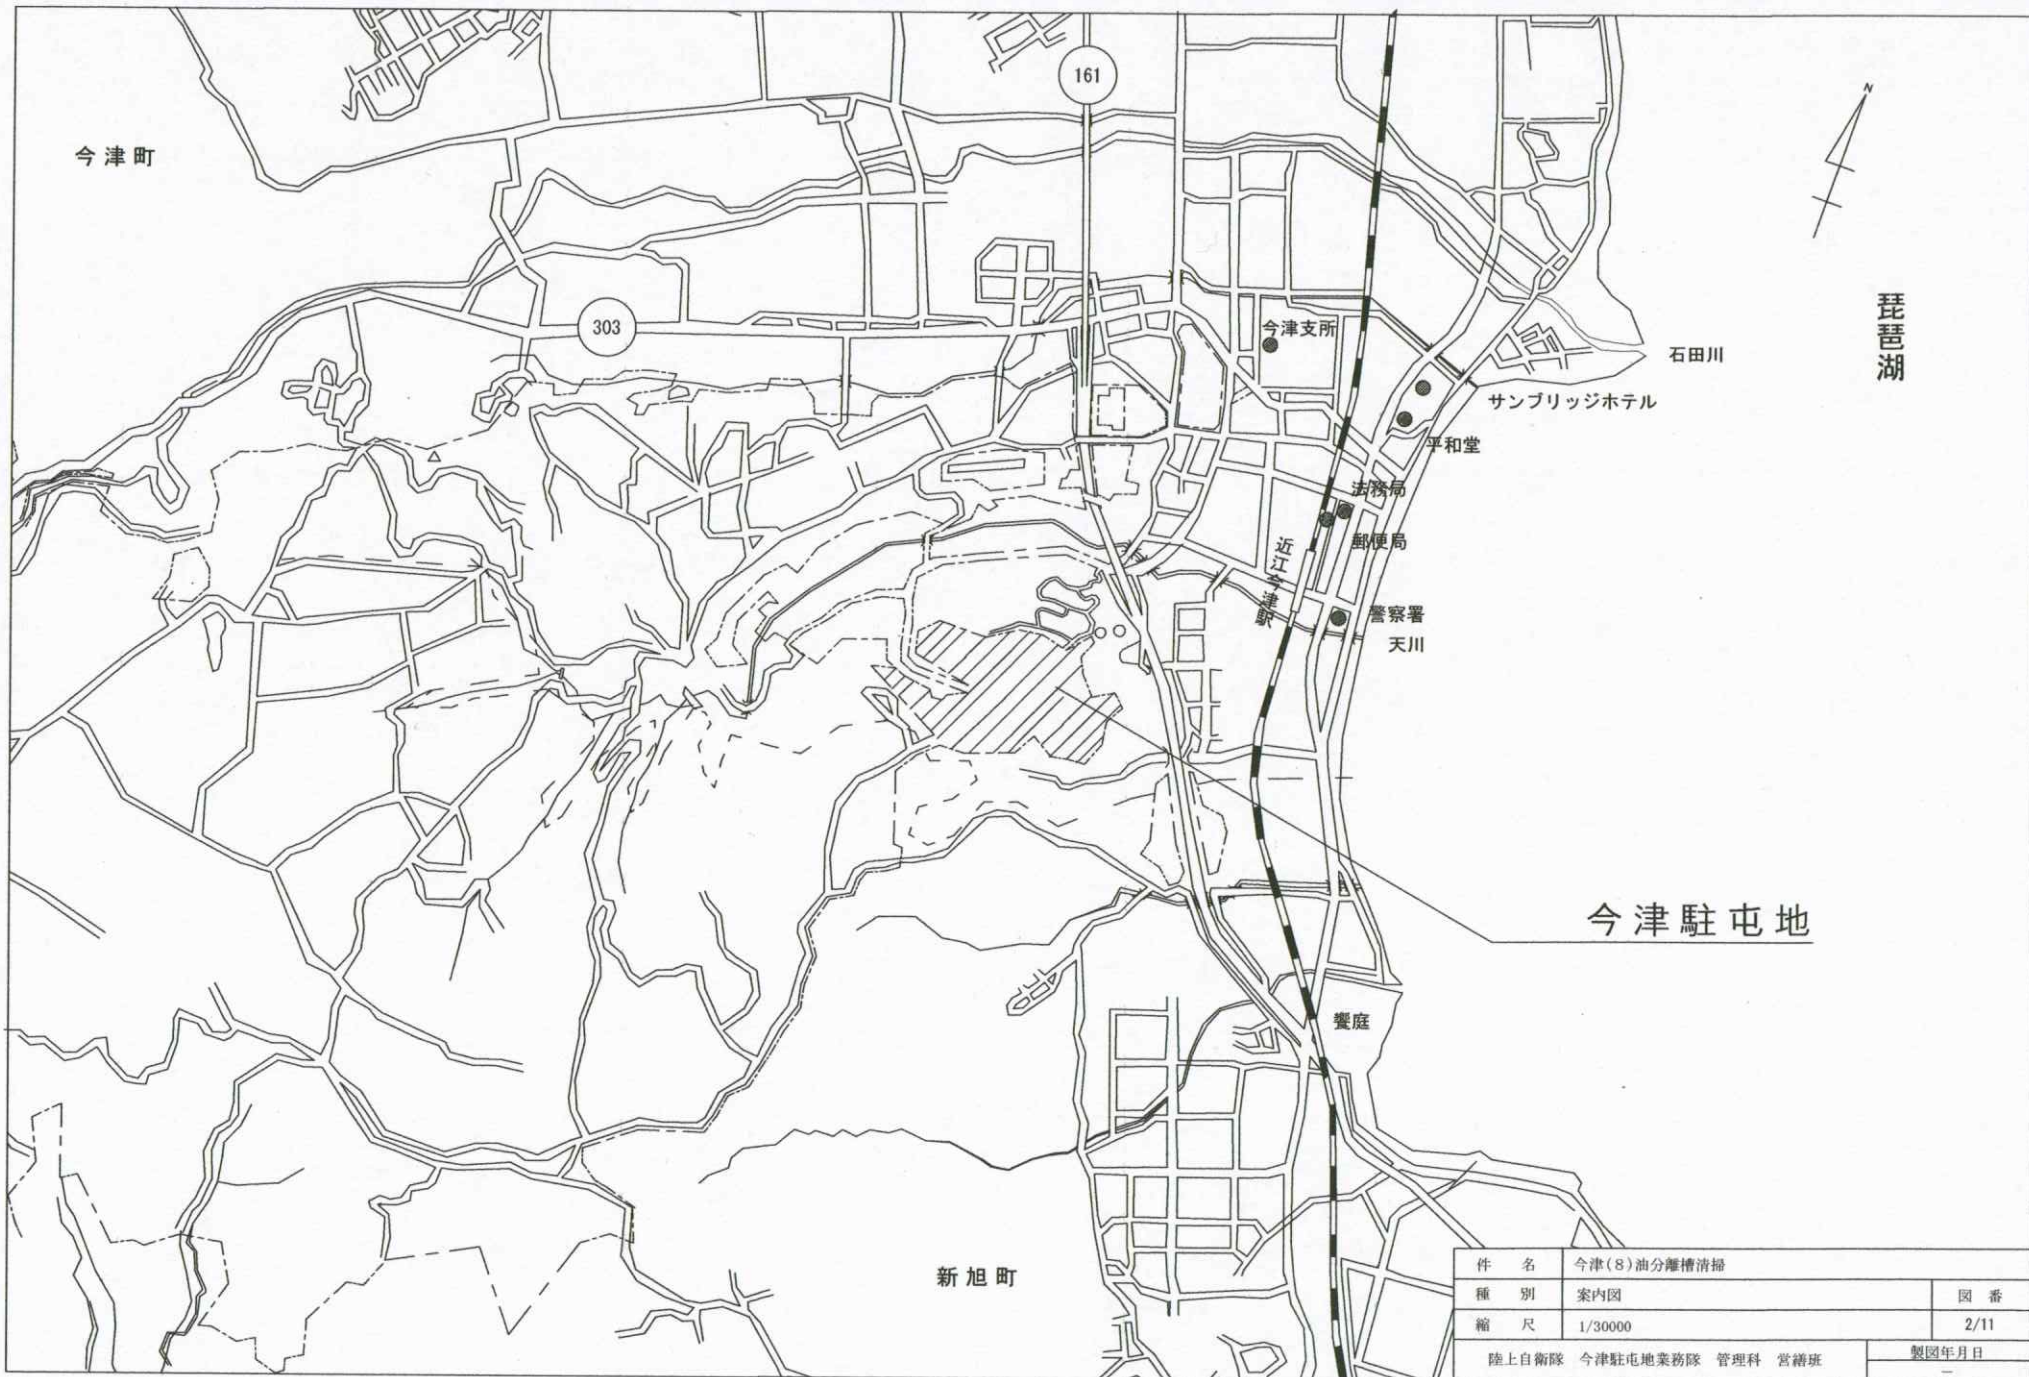 161
N
今津町
琵琶湖
303
今津支所
石田川
サンブリッジホテル
平和堂
法務局
郵便局
近江今津駅
警察署
天川
今津駐屯地
饗庭
新旭町
件 名 今津(8)油分離槽清掃
種 別 案内図 図 番
縮 尺 1/30000 2/11
陸上自衛隊 今津駐屯地業務隊 管理科 営繕班 製図年月日
－